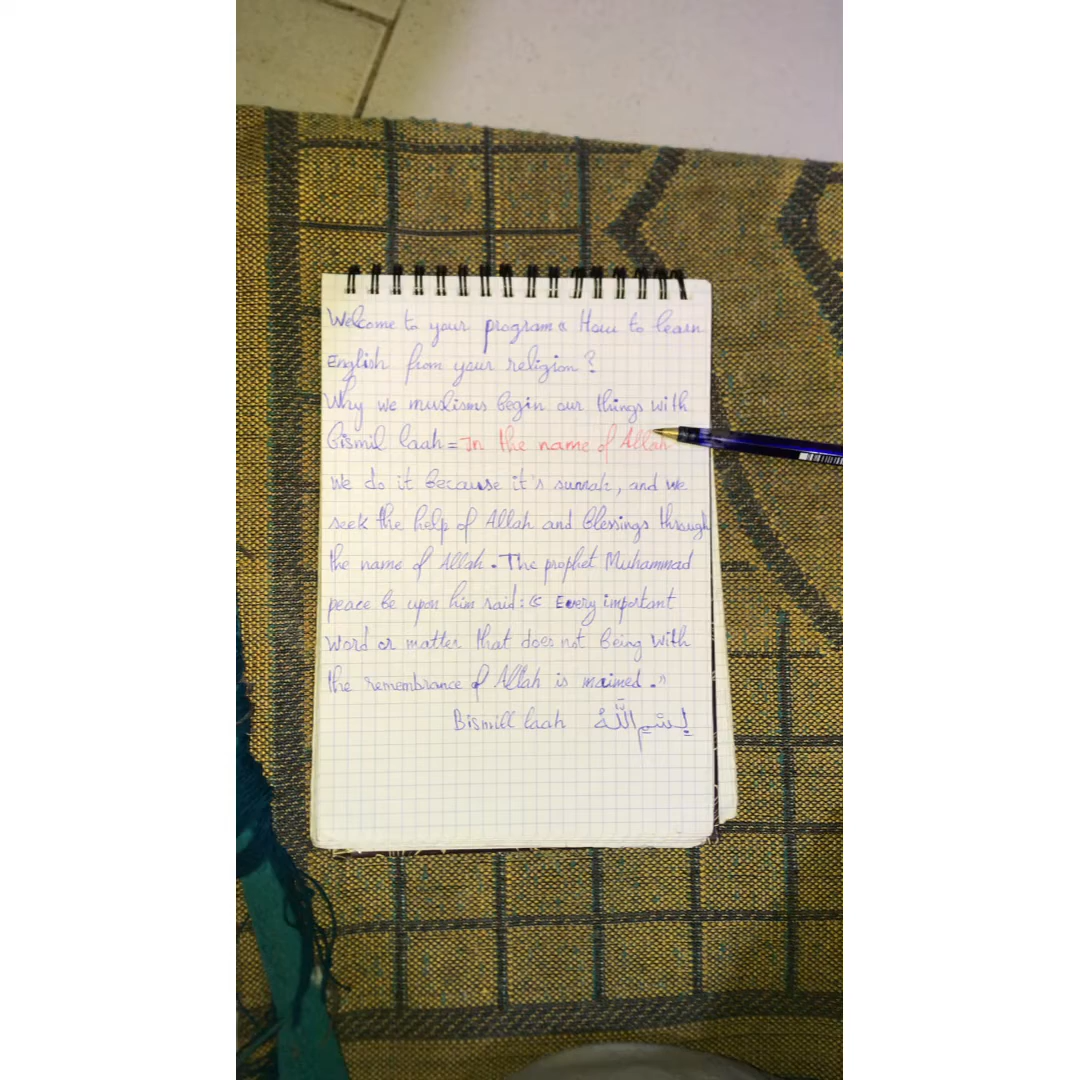 Welcome to your program « How to learn
English from your religion ?
Why we muslisms begin our things with
Bismil laah = In the name of Allah
We do it because it's sunnah, and we
seek the help of Allah and blessings through
the name of Allah. The prophet Muhammad
peace be upon him said: « Every important
word or matter that does not being with
the remembrance of Allah is maimed . "
Bismill laah بِسْمِ اللَّهِ